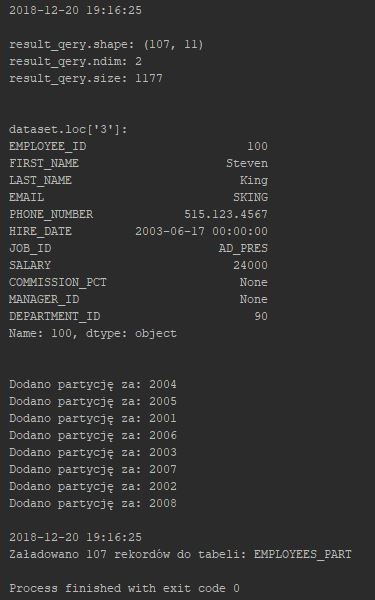 2018-12-20 19:16:25
result_qery.shape: (107, 11)
result_qery.ndim: 2
result_qery.size: 1177
dataset.loc['3']:
EMPLOYEE_ID 100
FIRST_NAME Steven
LAST_NAME King
EMAIL SKING
PHONE_NUMBER 515.123.4567
HIRE_DATE 2003-06-17 00:00:00
JOB_ID AD_PRES
SALARY 24000
COMMISSION_PCT None
MANAGER_ID None
DEPARTMENT_ID 90
Name: 100, dtype: object
Dodano partycję za: 2004
Dodano partycję za: 2005
Dodano partycję za: 2001
Dodano partycję za: 2006
Dodano partycję za: 2003
Dodano partycję za: 2007
Dodano partycję za: 2002
Dodano partycję za: 2008
2018-12-20 19:16:25
Załadowano 107 rekordów do tabeli: EMPLOYEES_PART
Process finished with exit code 0